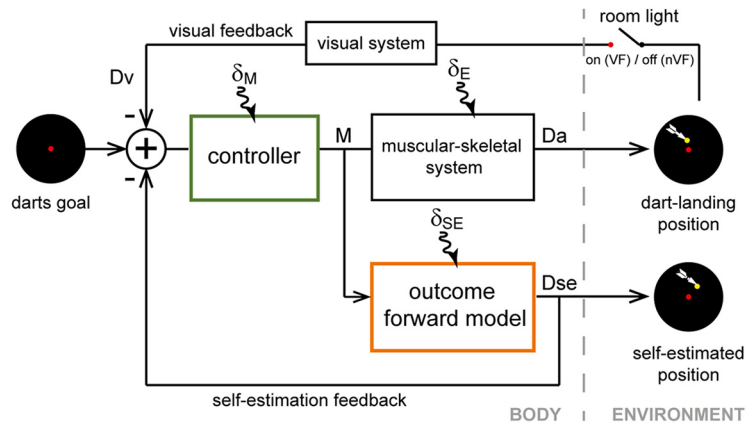 room light
visual feedback
visual system
on (VF) / off (nVF)
Dv
δM
δE
-
+
-
controller
M
muscular-skeletal
system
Da
darts goal
dart-landing
position
δSE
outcome
forward model
Dse
self-estimated
position
self-estimation feedback
BODY
ENVIRONMENT